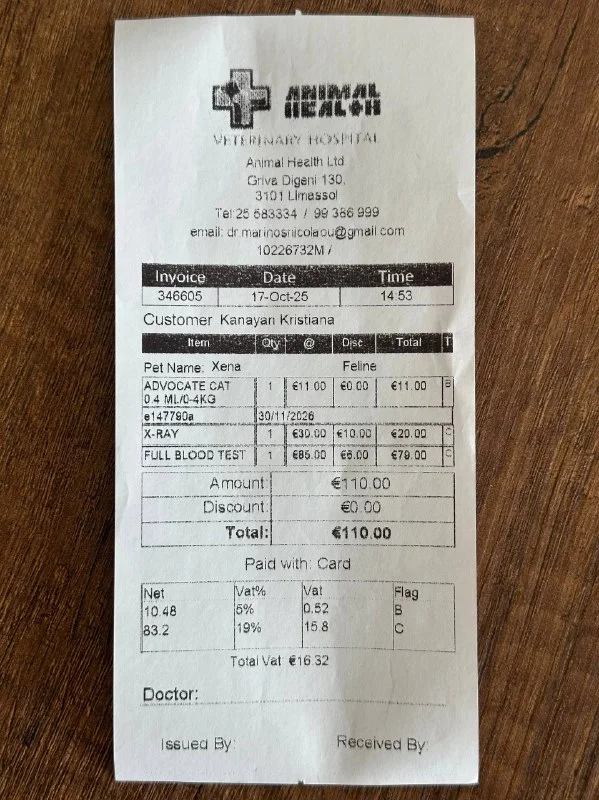 ANIMAL
HEALTH
VETERINARY HOSPITAL
Animal Health Ltd
Griva Digeni 130,
3101 Limassol
Tel:25 583334 / 99 386 999
email: dr.marinosnicolaou@gmail.com
10226732M /
Invoice Date Time
346605 17-Oct-25 14:53
Customer Kanayan Kristiana
Item Qty @ Disc Total T
Pet Name: Xena Feline
ADVOCATE CAT 1 €11.00 €0.00 €11.00 B
0.4 ML/0-4KG
e147790a 30/11/2026
X-RAY 1 €30.00 €10.00 €20.00 C
FULL BLOOD TEST 1 €85.00 €6.00 €79.00 C
Amount: €110.00
Discount: €0.00
Total: €110.00
Paid with: Card
Net Vat% Vat Flag
10.48 5% 0.52 B
83.2 19% 15.8 C
Total Vat €16.32
Doctor:
Issued By: Received By: